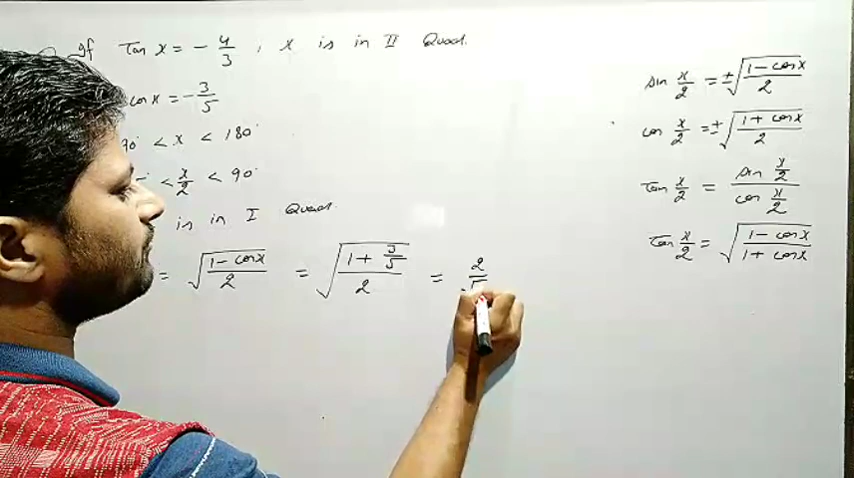 If Tan x = - 4/3 , x is in II Quad.
cos x = - 3/5
90° < x < 180°
< x/2 < 90°
is in I Quad.
= √((1 - cos x)/2) = √((1 + 3/5)/2) = 2/√
sin x/2 = ±√((1 - cos x)/2)
cos x/2 = ±√((1 + cos x)/2)
Tan x/2 = (sin x/2)/(cos x/2)
Tan x/2 = √((1 - cos x)/(1 + cos x))